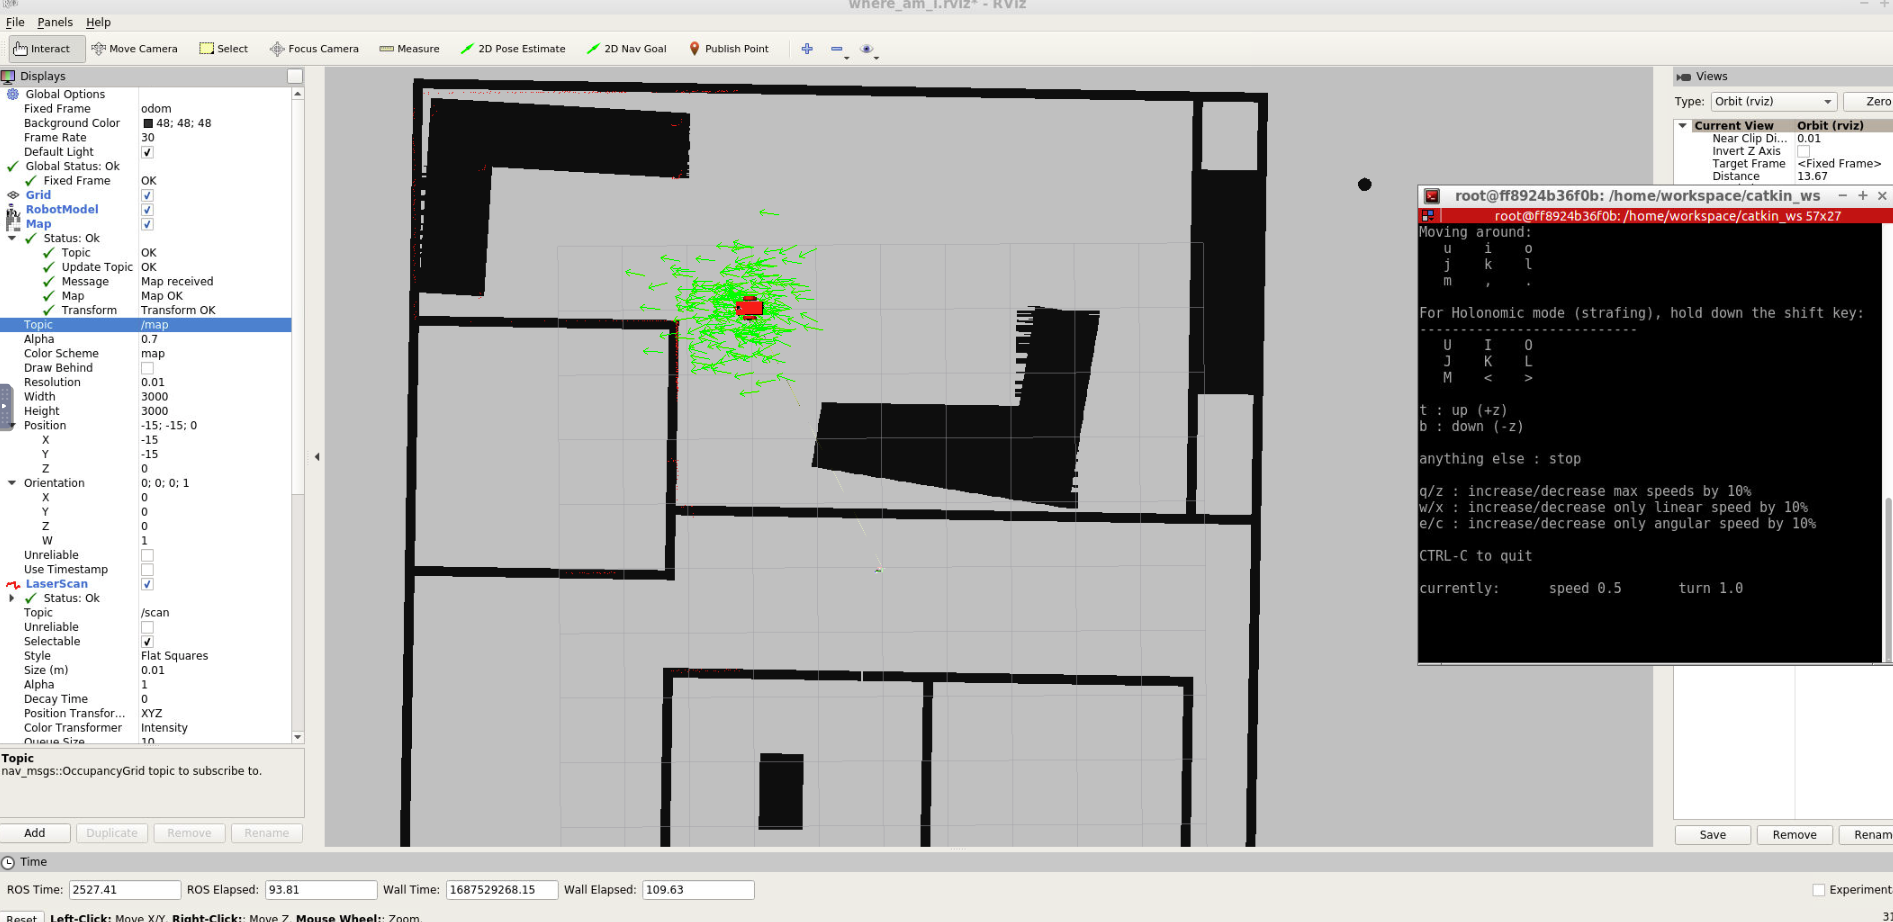 where_am_i.rviz* - RViz
File Panels Help
Interact Move Camera Select Focus Camera Measure 2D Pose Estimate 2D Nav Goal Publish Point
Displays
Global Options
Fixed Frame odom
Background Color 48; 48; 48
Frame Rate 30
Default Light
Global Status: Ok
Fixed Frame OK
Grid
RobotModel
Map
Status: Ok
Topic OK
Update Topic OK
Message Map received
Map Map OK
Transform Transform OK
Topic /map
Alpha 0.7
Color Scheme map
Draw Behind
Resolution 0.01
Width 3000
Height 3000
Position -15; -15; 0
X -15
Y -15
Z 0
Orientation 0; 0; 0; 1
X 0
Y 0
Z 0
W 1
Unreliable
Use Timestamp
LaserScan
Status: Ok
Topic /scan
Unreliable
Selectable
Style Flat Squares
Size (m) 0.01
Alpha 1
Decay Time 0
Position Transfor... XYZ
Color Transformer Intensity
Queue Size 10
Topic
nav_msgs::OccupancyGrid topic to subscribe to.
Add Duplicate Remove Rename
Views
Type: Orbit (rviz) Zero
Current View Orbit (rviz)
Near Clip Di... 0.01
Invert Z Axis
Target Frame <Fixed Frame>
Distance 13.67
root@ff8924b36f0b: /home/workspace/catkin_ws
root@ff8924b36f0b: /home/workspace/catkin_ws 57x27
Moving around:
u i o
j k l
m , .
For Holonomic mode (strafing), hold down the shift key:
---------------------------
U I O
J K L
M < >
t : up (+z)
b : down (-z)
anything else : stop
q/z : increase/decrease max speeds by 10%
w/x : increase/decrease only linear speed by 10%
e/c : increase/decrease only angular speed by 10%
CTRL-C to quit
currently: speed 0.5 turn 1.0
Save Remove Renam
Time
ROS Time: 2527.41 ROS Elapsed: 93.81 Wall Time: 1687529268.15 Wall Elapsed: 109.63 Experiment
Reset Left-Click: Move X/Y. Right-Click:: Move Z. Mouse Wheel:: Zoom. 31